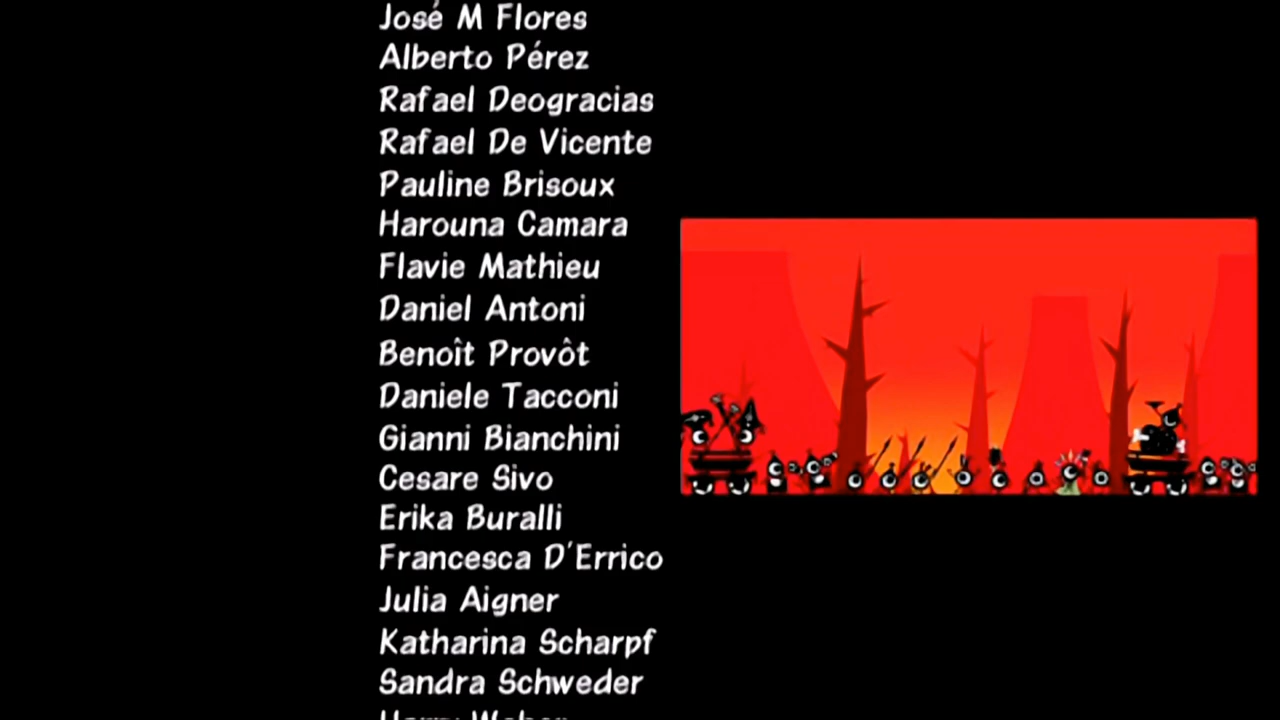 José M Flores
Alberto Pérez
Rafael Deogracias
Rafael De Vicente
Pauline Brisoux
Harouna Camara
Flavie Mathieu
Daniel Antoni
Benoît Provôt
Daniele Tacconi
Gianni Bianchini
Cesare Sivo
Erika Buralli
Francesca D'Errico
Julia Aigner
Katharina Scharpf
Sandra Schweder